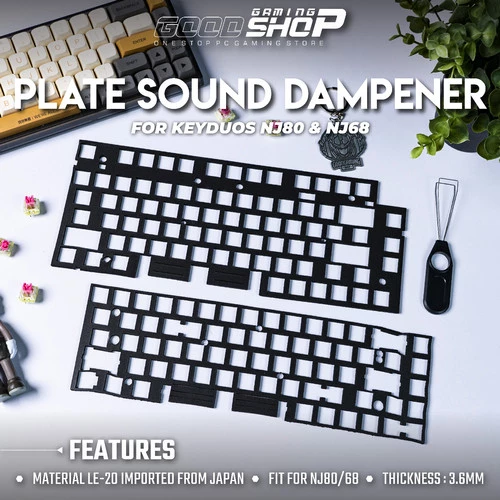 GOOD GAMING SHOP
ONE STOP PC GAMING STORE
PLATE SOUND DAMPENER
FOR KEYDUOS NJ80 & NJ68
FEATURES
• MATERIAL LE-20 IMPORTED FROM JAPAN • FIT FOR NJ80/68 • THICKNESS : 3.6MM